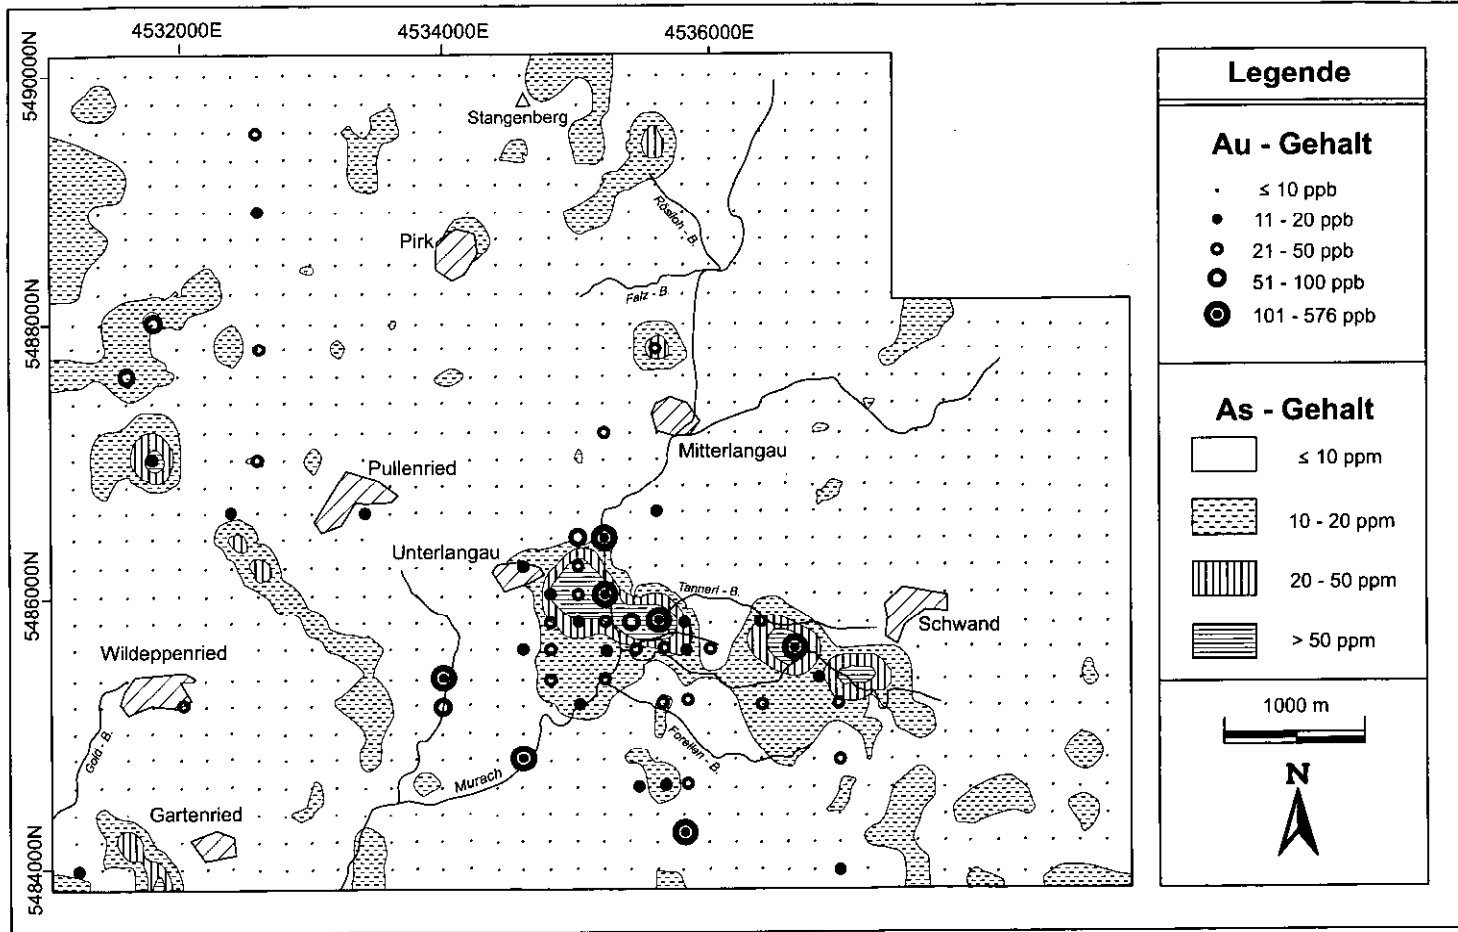 4532000E
4534000E
4536000E
5490000N
5488000N
5486000N
5484000N
Stangenberg
Pirk
Rösloh - B.
Falz - B.
Mitterlangau
Pullenried
Unterlangau
Tannerl - B.
Schwand
Wildeppenried
Gold - B.
Murach
Forellen - B.
Gartenried
Legende
Au - Gehalt
≤ 10 ppb
11 - 20 ppb
21 - 50 ppb
51 - 100 ppb
101 - 576 ppb
As - Gehalt
≤ 10 ppm
10 - 20 ppm
20 - 50 ppm
> 50 ppm
1000 m
N